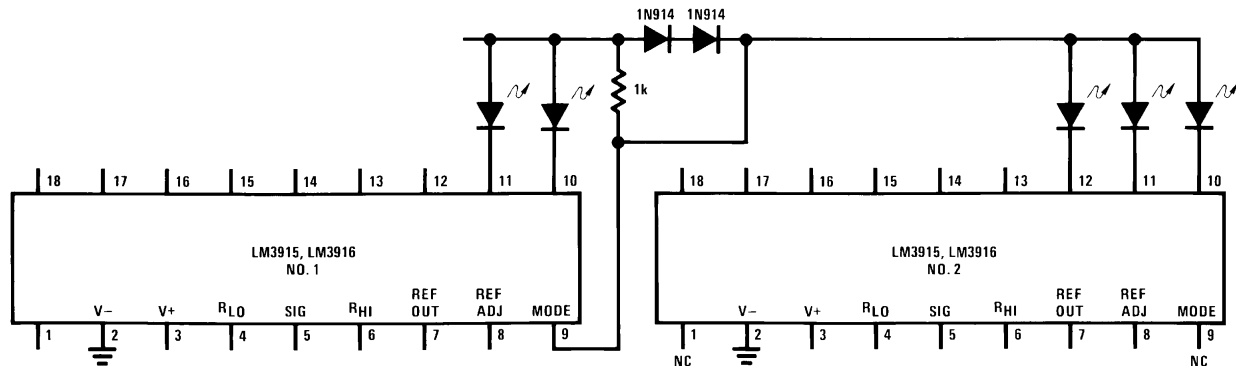 1N914 1N914
1k
18 17 16 15 14 13 12 11 10
18 17 16 15 14 13 12 11 10
LM3915, LM3916
NO. 1
LM3915, LM3916
NO. 2
V− V+ RLO SIG RHI REF OUT REF ADJ MODE
V− V+ RLO SIG RHI REF OUT REF ADJ MODE
1 2 3 4 5 6 7 8 9
1 2 3 4 5 6 7 8 9
NC NC